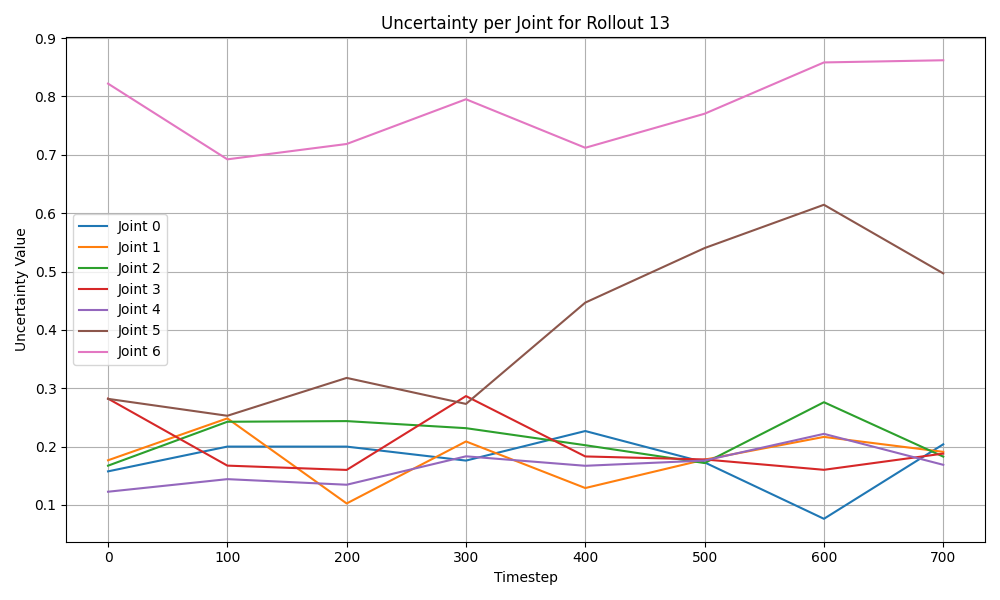 Uncertainty per Joint for Rollout 13
Uncertainty Value
0.9
0.8
0.7
0.6
0.5
0.4
0.3
0.2
0.1
Joint 0
Joint 1
Joint 2
Joint 3
Joint 4
Joint 5
Joint 6
0 100 200 300 400 500 600 700
Timestep